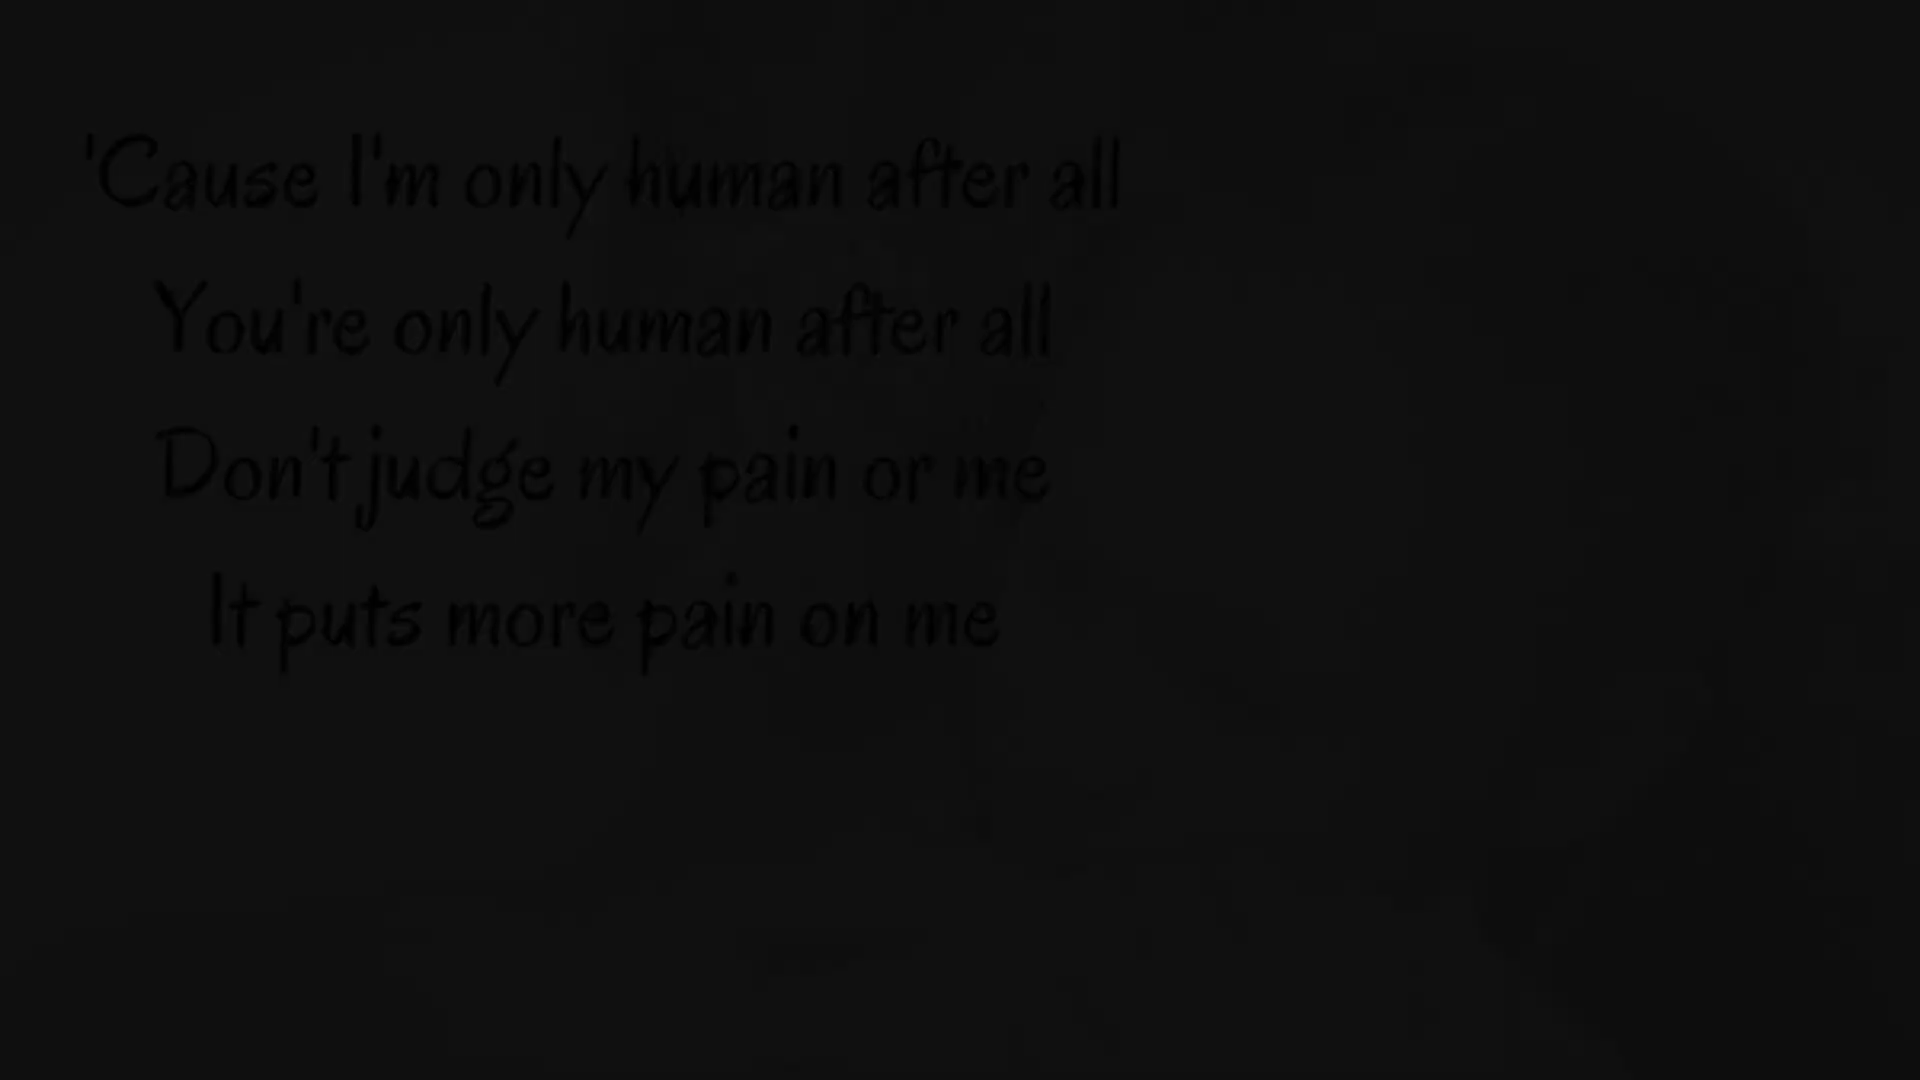 'Cause I'm only human after all
You're only human after all
Don't judge my pain or me
It puts more pain on me